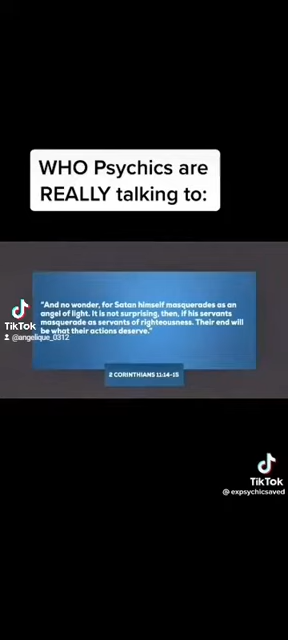 WHO Psychics are
REALLY talking to:
"And no wonder, for Satan himself masquerades as an
angel of light. It is not surprising, then, if his servants
masquerade as servants of righteousness. Their end will
be what their actions deserve."
TikTok
@angelique_0312
2 CORINTHIANS 11:14-15
TikTok
@ expsychicsaved